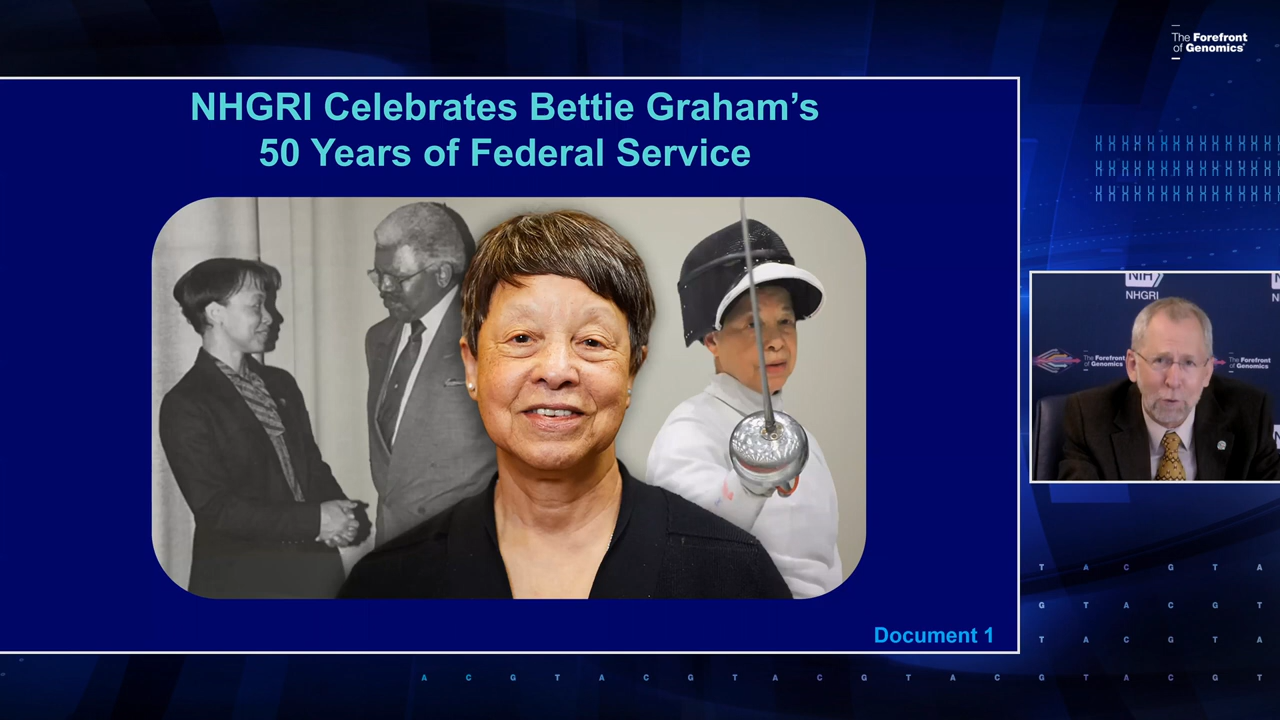 The Forefront
of Genomics®
NHGRI Celebrates Bettie Graham's
50 Years of Federal Service
NIH
NHGRI
N
The Forefront
of Genomics
The Forefront
of Genomics
Document 1
T A C G T A
G T A C G T
T A C G T A
A C G T A C G T A C G T A C G T A C G T